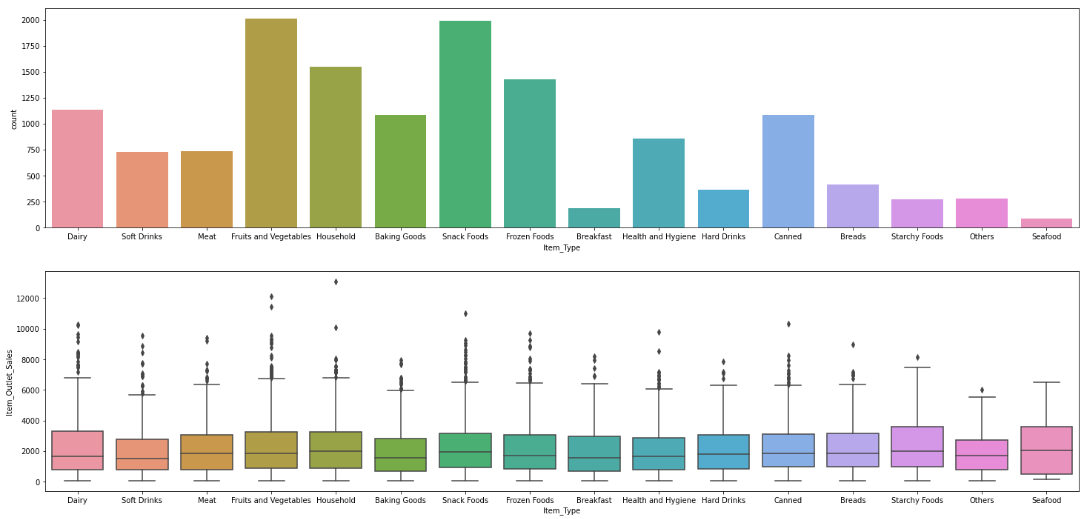 2000
1750
1500
1250
1000
750
500
250
0
count
Dairy Soft Drinks Meat Fruits and Vegetables Household Baking Goods Snack Foods Frozen Foods Breakfast Health and Hygiene Hard Drinks Canned Breads Starchy Foods Others Seafood
Item_Type
12000
10000
8000
6000
4000
2000
0
Item_Outlet_Sales
Dairy Soft Drinks Meat Fruits and Vegetables Household Baking Goods Snack Foods Frozen Foods Breakfast Health and Hygiene Hard Drinks Canned Breads Starchy Foods Others Seafood
Item_Type